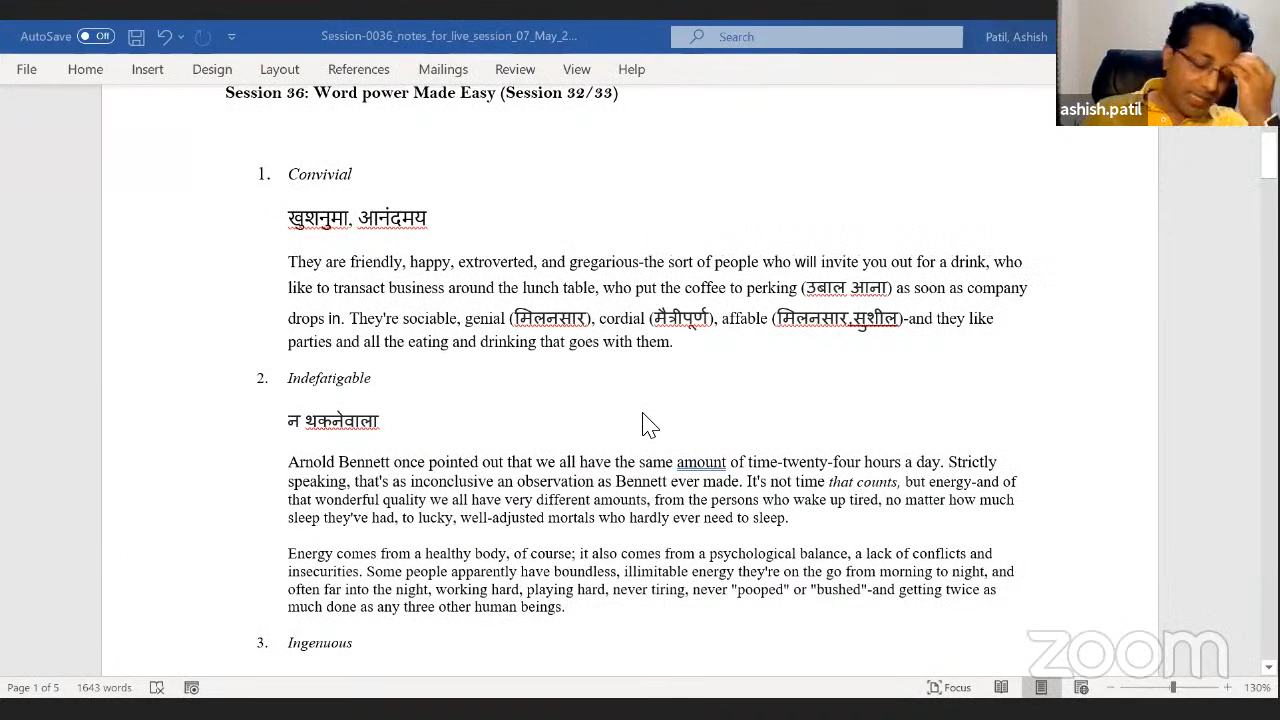 AutoSave Off Session-0036_notes_for_live_session_07_May_2... Search Patil, Ashish
File Home Insert Design Layout References Mailings Review View Help
ashish.patil
Session 36: Word power Made Easy (Session 32/33)
1. Convivial
खुशनुमा, आनंदमय
They are friendly, happy, extroverted, and gregarious-the sort of people who will invite you out for a drink, who
like to transact business around the lunch table, who put the coffee to perking (उबाल आना) as soon as company
drops in. They're sociable, genial (मिलनसार), cordial (मैत्रीपूर्ण), affable (मिलनसार,सुशील)-and they like
parties and all the eating and drinking that goes with them.
2. Indefatigable
न थकनेवाला
Arnold Bennett once pointed out that we all have the same amount of time-twenty-four hours a day. Strictly
speaking, that's as inconclusive an observation as Bennett ever made. It's not time that counts, but energy-and of
that wonderful quality we all have very different amounts, from the persons who wake up tired, no matter how much
sleep they've had, to lucky, well-adjusted mortals who hardly ever need to sleep.
Energy comes from a healthy body, of course; it also comes from a psychological balance, a lack of conflicts and
insecurities. Some people apparently have boundless, illimitable energy they're on the go from morning to night, and
often far into the night, working hard, playing hard, never tiring, never "pooped" or "bushed"-and getting twice as
much done as any three other human beings.
3. Ingenuous
zoom
Page 1 of 5 1643 words Focus 130%